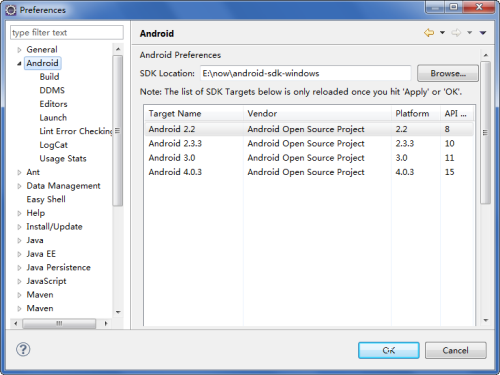 Preferences
type filter text
General
Android
Build
DDMS
Editors
Launch
Lint Error Checking
LogCat
Usage Stats
Ant
Data Management
Easy Shell
Help
Install/Update
Java
Java EE
Java Persistence
JavaScript
Maven
Maven
Android
Android Preferences
SDK Location: E:\now\android-sdk-windows Browse...
Note: The list of SDK Targets below is only reloaded once you hit 'Apply' or 'OK'.
Target Name Vendor Platform API ...
Android 2.2 Android Open Source Project 2.2 8
Android 2.3.3 Android Open Source Project 2.3.3 10
Android 3.0 Android Open Source Project 3.0 11
Android 4.0.3 Android Open Source Project 4.0.3 15
OK Cancel